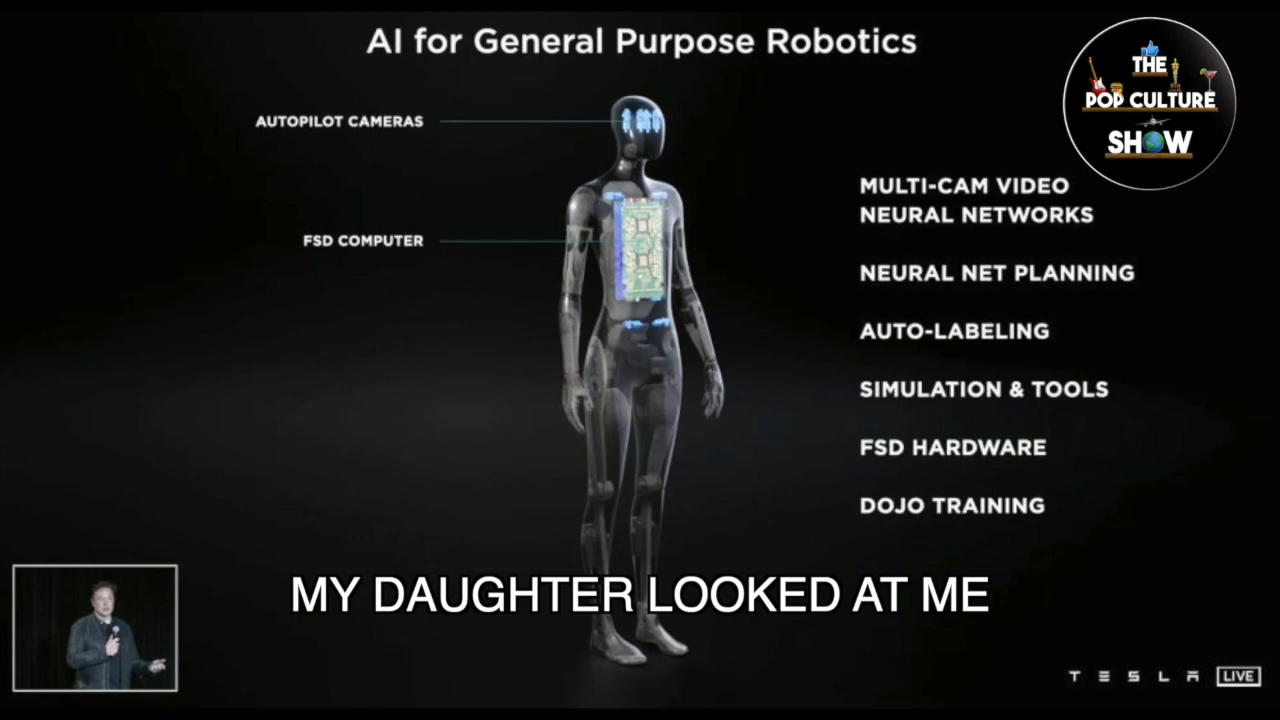 AI for General Purpose Robotics
THE
POP CULTURE
SHOW
AUTOPILOT CAMERAS
FSD COMPUTER
MULTI-CAM VIDEO
NEURAL NETWORKS
NEURAL NET PLANNING
AUTO-LABELING
SIMULATION & TOOLS
FSD HARDWARE
DOJO TRAINING
MY DAUGHTER LOOKED AT ME
TESLA LIVE